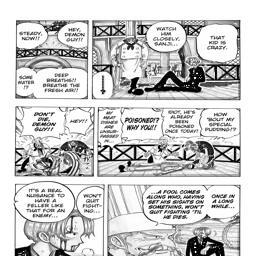 THAT
KID IS
CRAZY.
WATCH
HIM
CLOSELY,
SANJI...
HEY,
DEMON
GUY!!
STEADY,
NOW!!
DEEP
BREATHS!!
BREATHE THE
FRESH AIR!!
SOME
WATER
!?
HOW
'BOUT MY
SPECIAL
PUDDING!?
IDIOT, HE'S
ALREADY
BEEN
POISONED
ONCE TODAY!
POISONED!?
WHY YOU!!
MY
MEAT
DISHES
ARE
HEY!!
DON'T
DIE,
DEMON
GUY!!
ONCE IN
A LONG
WHILE...
...A FOOL COMES
ALONG WHO, HAVING
SET HIS SIGHTS ON
SOMETHING, WON'T
QUIT FIGHTING 'TIL
HE DIES.
WON'T
QUIT
FIGHT-
ING...
IT'S A REAL
NUISANCE TO
HAVE A
FELLER LIKE
THAT FOR AN
ENEMY...